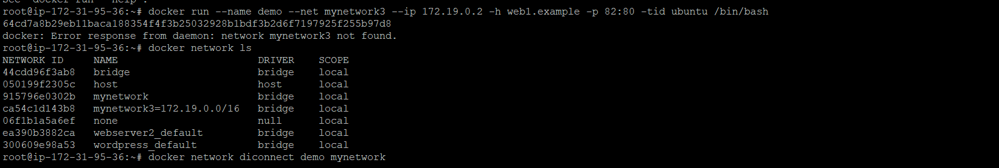 See 'docker run --help'.
root@ip-172-31-95-36:~# docker run --name demo --net mynetwork3 --ip 172.19.0.2 -h web1.example -p 82:80 -tid ubuntu /bin/bash
64cd7a8b29eb11baca188354f4f3b25032928b1bdf3b2d6f7197925f255b97d8
docker: Error response from daemon: network mynetwork3 not found.
root@ip-172-31-95-36:~# docker network ls
NETWORK ID     NAME                       DRIVER    SCOPE
44cdd96f3ab8   bridge                     bridge    local
050199f2305c   host                       host      local
915796e0302b   mynetwork                  bridge    local
ca54c1d143b8   mynetwork3=172.19.0.0/16   bridge    local
06f1b1a5a6ef   none                       null      local
ea390b3882ca   webserver2_default         bridge    local
300609e98a53   wordpress_default          bridge    local
root@ip-172-31-95-36:~# docker network diconnect demo mynetwork